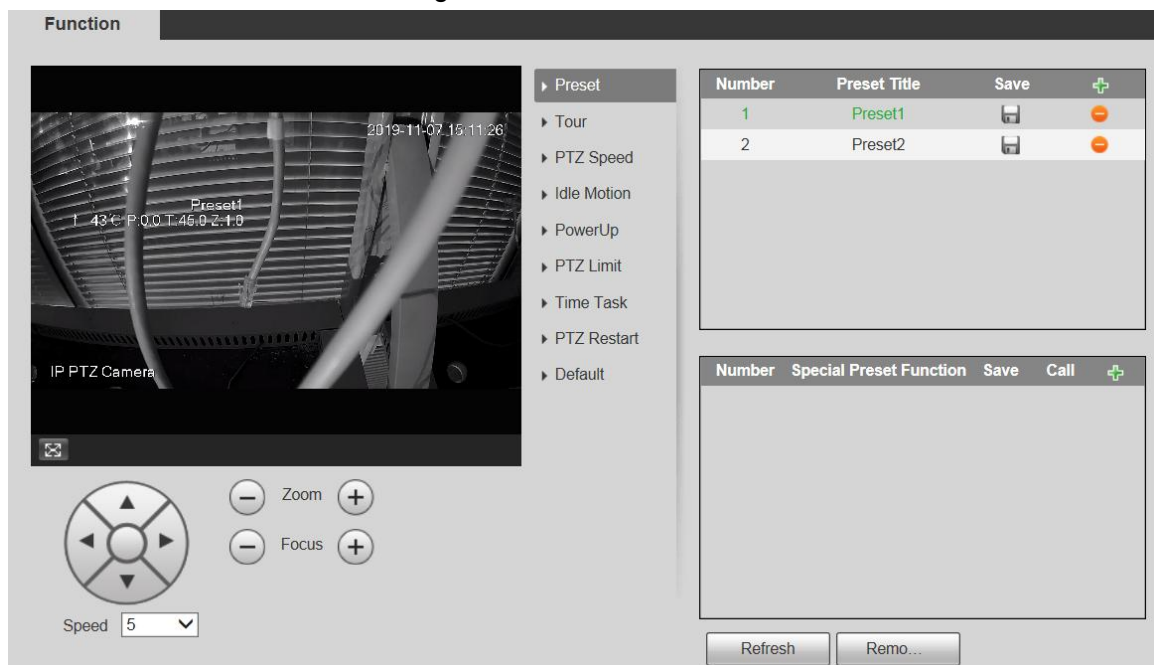 Function
2019-11-07 15:11:26
Preset1
43 C P:0.0 T:45.0 Z:1.0
IP PTZ Camera
Zoom
Focus
Speed 5
Preset
Tour
PTZ Speed
Idle Motion
PowerUp
PTZ Limit
Time Task
PTZ Restart
Default
Number Preset Title Save
1 Preset1
2 Preset2
Number Special Preset Function Save Call
Refresh Remo...